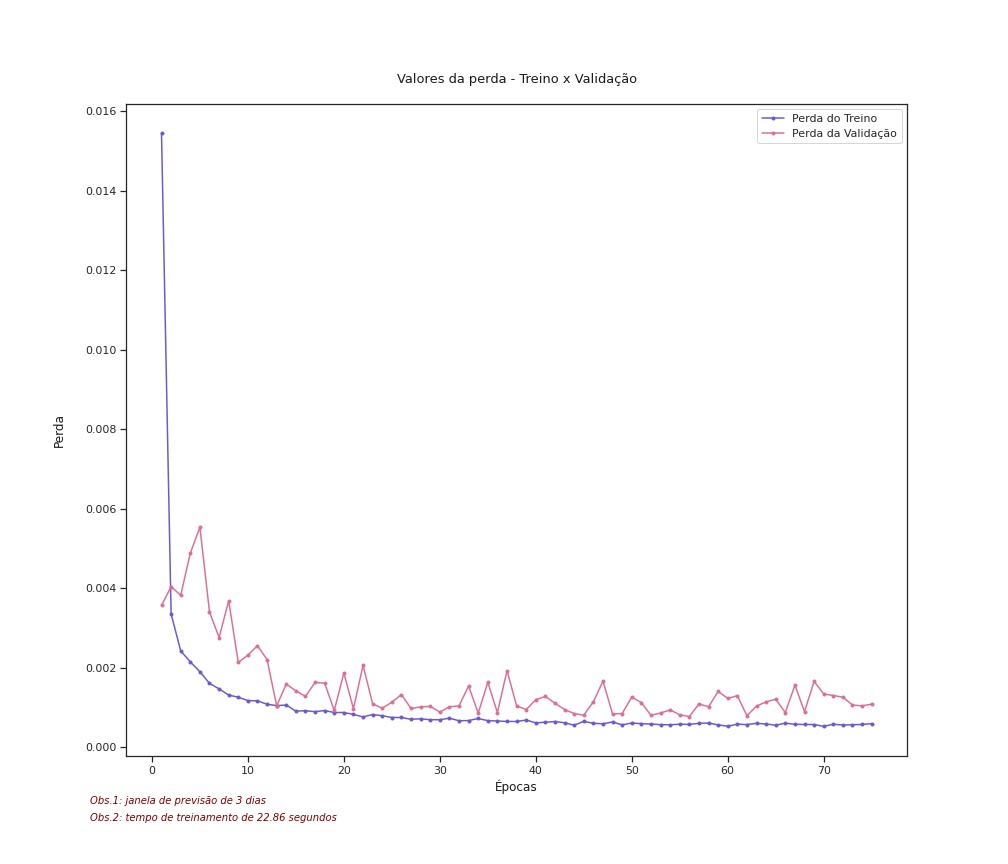 Valores da perda - Treino x Validação
Perda do Treino
Perda da Validação
Perda
0.016
0.014
0.012
0.010
0.008
0.006
0.004
0.002
0.000
0 10 20 30 40 50 60 70
Épocas
Obs.1: janela de previsão de 3 dias
Obs.2: tempo de treinamento de 22.86 segundos